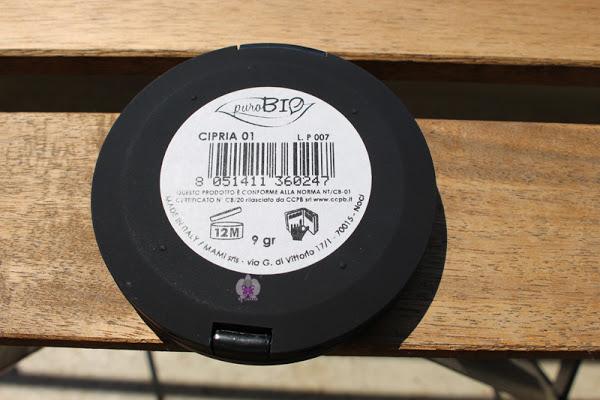 puroBIO
CIPRIA 01 L. P 007
8 051411 360247
QUESTO PRODOTTO È CONFORME ALLA NORMA NT/CB-01
CERTIFICATO N° CB/20 rilasciato da CCPB srl www.ccpb.it
12M 9 gr
MADE IN ITALY / MAMI srls - via G. di Vittorio 17/1 - 70015 - Noci